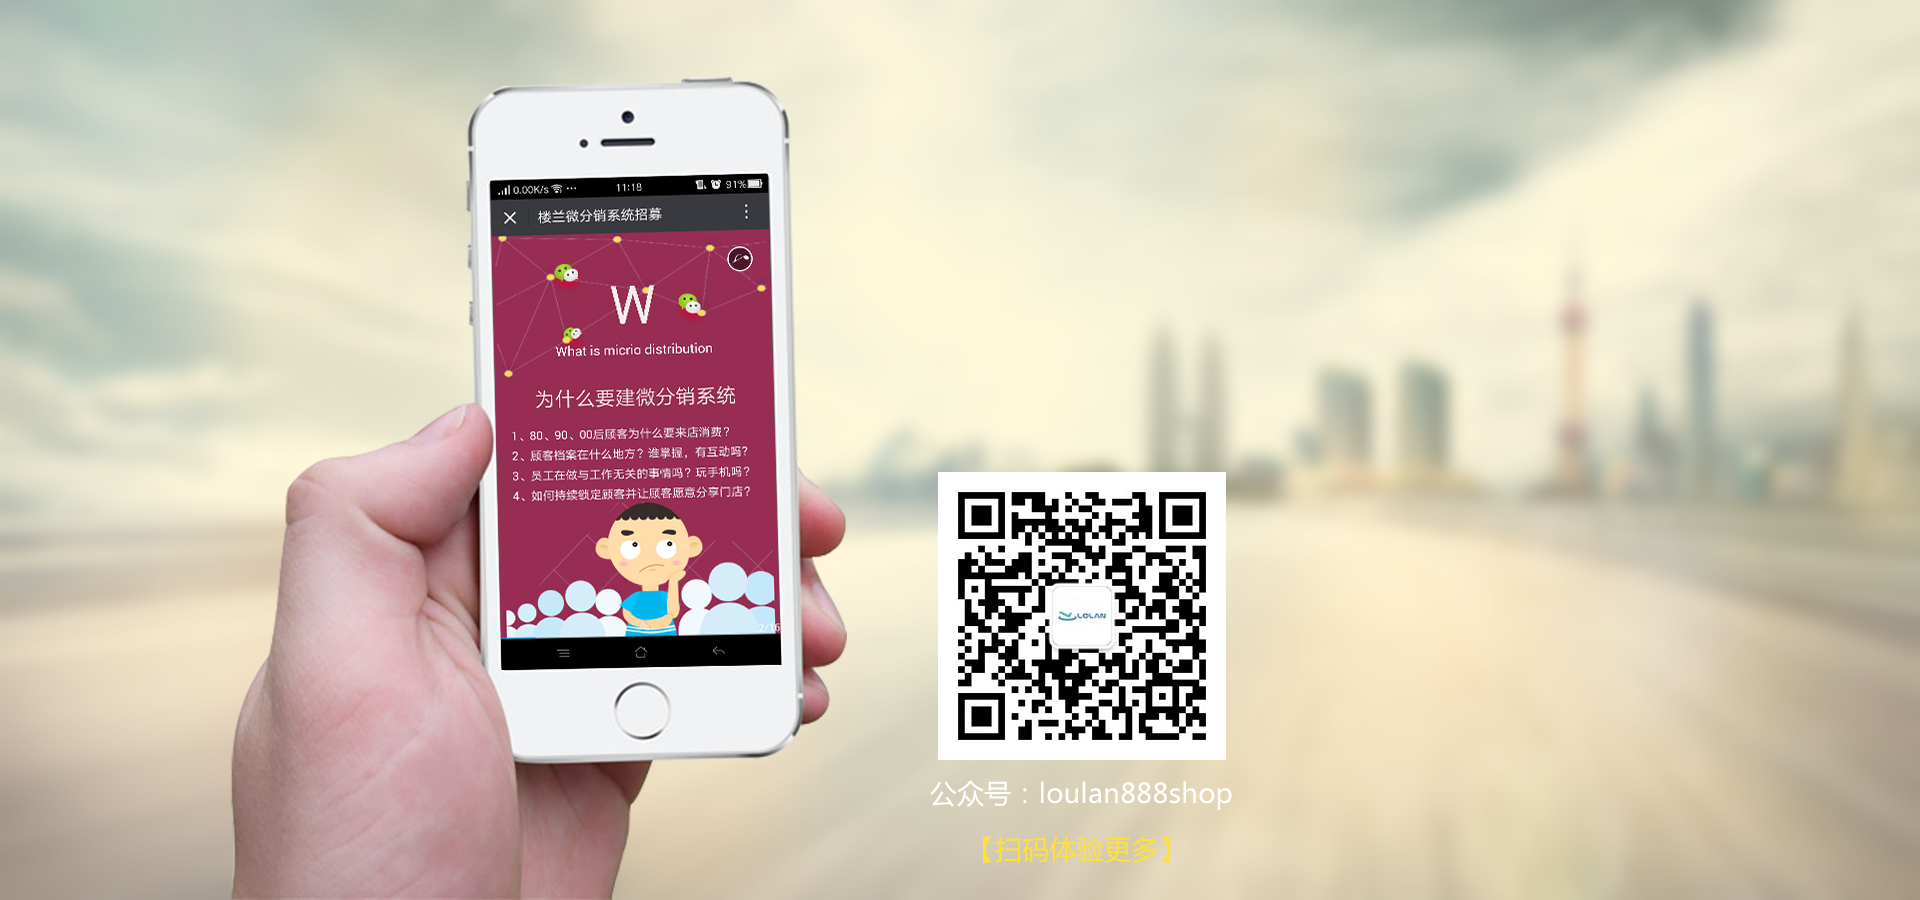 0.00K/s
11:18
91%
楼兰微分销系统招募
W
What is micrio distribution
为什么要建微分销系统
1、80、90、00后顾客为什么要来店消费？
2、顾客档案在什么地方？谁掌握，有互动吗？
3、员工在做与工作无关的事情吗？玩手机吗？
4、如何持续锁定顾客并让顾客愿意分享门店？
2/16
LOLAN
公众号：loulan888shop
【扫码体验更多】